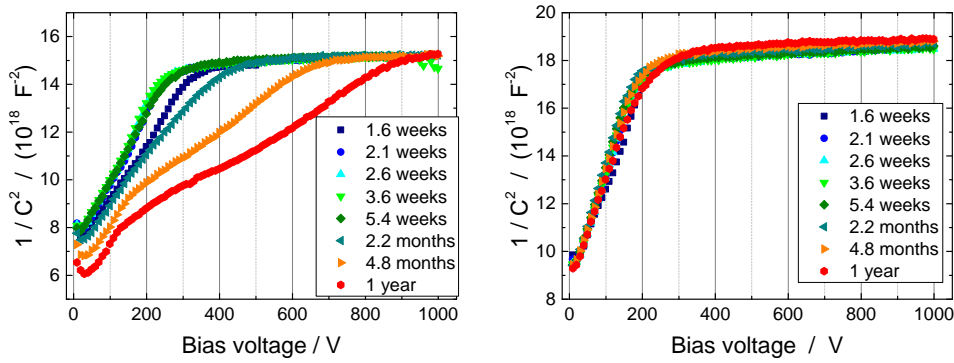 16
14
12
10
8
6
1 / C² / (10¹⁸ F⁻²)
0 200 400 600 800 1000
Bias voltage / V
1.6 weeks
2.1 weeks
2.6 weeks
3.6 weeks
5.4 weeks
2.2 months
4.8 months
1 year
20
18
16
14
12
10
8
1 / C² / (10¹⁸ F⁻²)
0 200 400 600 800 1000
Bias voltage / V
1.6 weeks
2.1 weeks
2.6 weeks
3.6 weeks
5.4 weeks
2.2 months
4.8 months
1 year